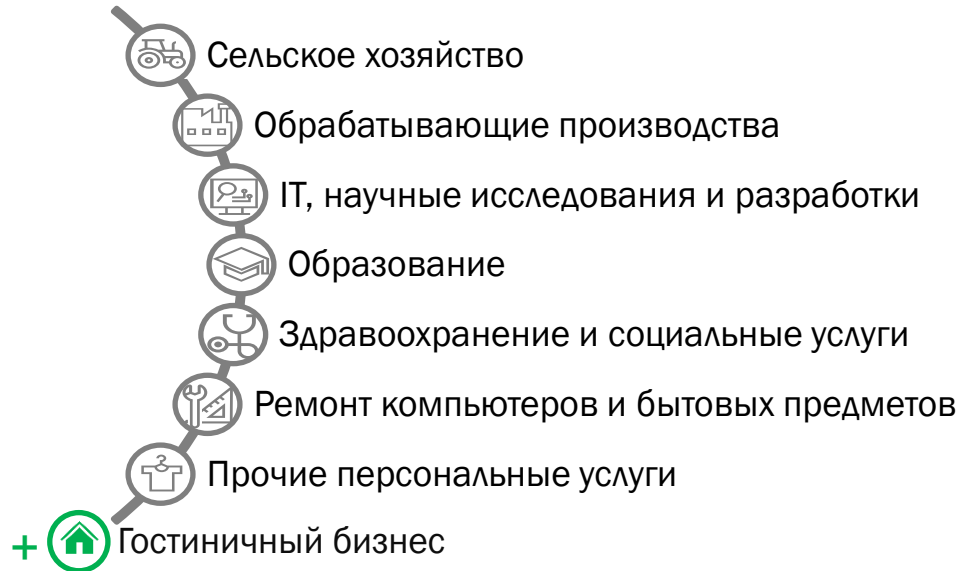 Сельское хозяйство
Обрабатывающие производства
IT, научные исследования и разработки
Образование
Здравоохранение и социальные услуги
Ремонт компьютеров и бытовых предметов
Прочие персональные услуги
+ Гостиничный бизнес